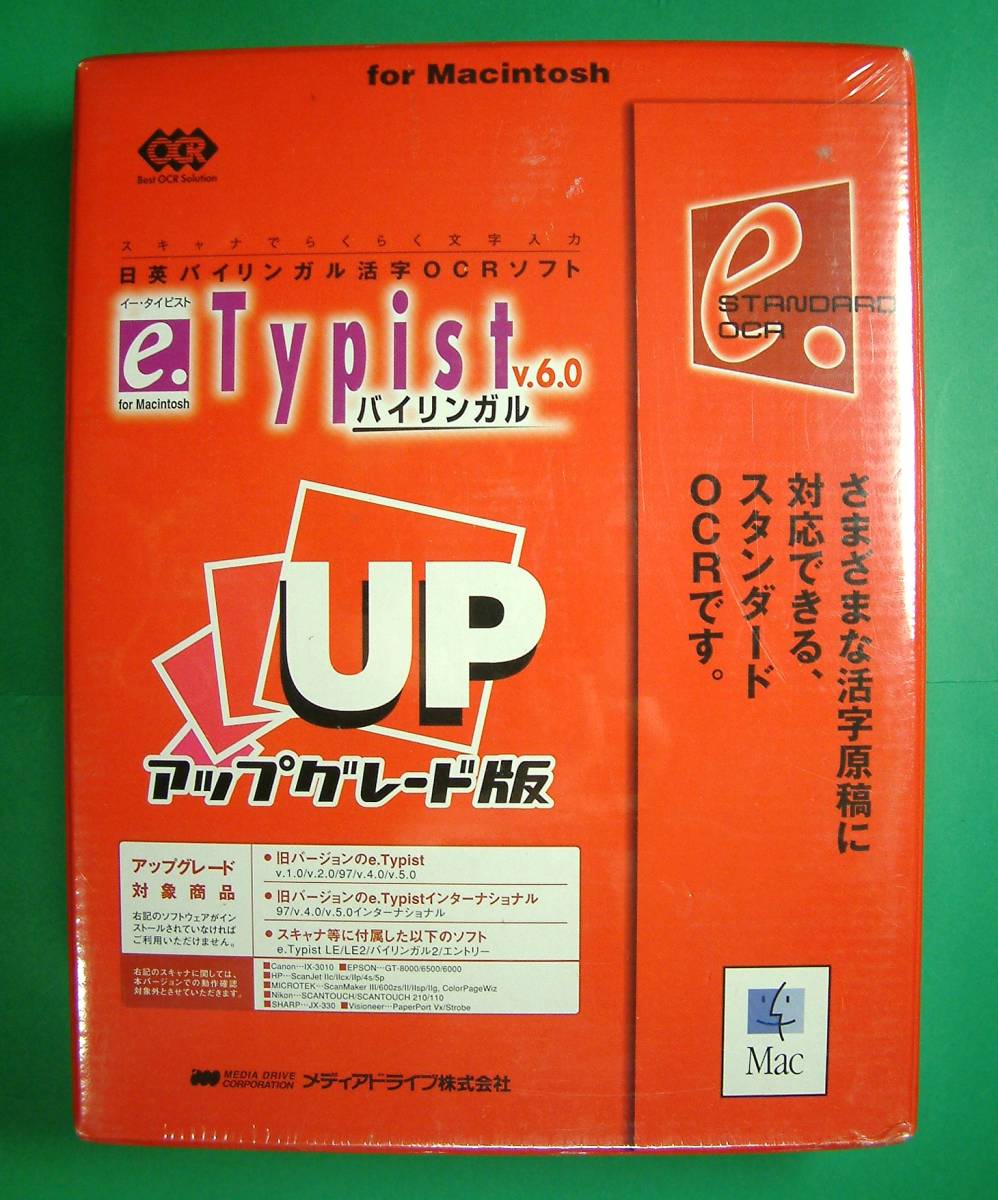 for Macintosh
OCR
Best OCR Solution
スキャナでらくらく文字入力
日英バイリンガル活字OCRソフト
イー・タイピスト
e.
for Macintosh
Typist v.6.0
バイリンガル
UP
アップグレード版
アップグレード
対象商品
右記のソフトウェアがイン
ストールされていなければ
ご利用いただけません。
● 旧バージョンのe.Typist
v.1.0/v.2.0/97/v.4.0/v.5.0
● 旧バージョンのe.Typistインターナショナル
97/v.4.0/v.5.0インターナショナル
● スキャナ等に付属した以下のソフト
e.Typist LE/LE2/バイリンガル2/エントリー
右記のスキャナに関しては、
本バージョンでの動作確認
対象外とさせていただきます。
■Canon…IX-3010 ■EPSON…GT-8000/6500/6000
■HP…ScanJet IIc/IIcx/IIp/4s/5p
■MICROTEK…ScanMaker III/600zs/II/IIsp/IIg, ColorPageWiz
■Nikon…SCANTOUCH/SCANTOUCH 210/110
■SHARP…JX-330 ■Visioneer…PaperPort Vx/Strobe
MEDIA DRIVE
CORPORATION メディアドライブ株式会社
e.
STANDARD
OCR
さまざまな活字原稿に
対応できる、
スタンダード
OCRです。
Mac